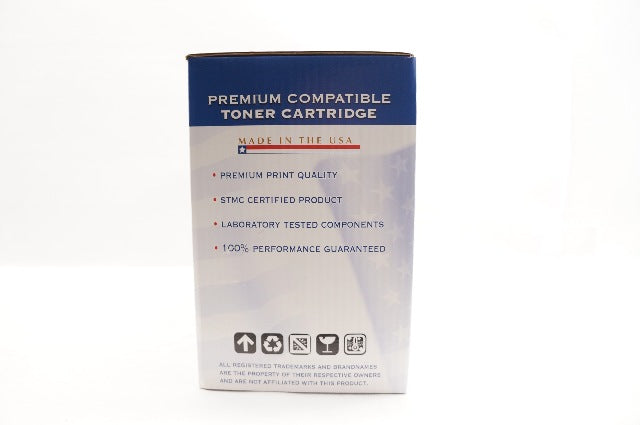 PREMIUM COMPATIBLE
TONER CARTRIDGE
MADE IN THE USA
• PREMIUM PRINT QUALITY
• STMC CERTIFIED PRODUCT
• LABORATORY TESTED COMPONENTS
• 100% PERFORMANCE GUARANTEED
ALL REGISTERED TRADEMARKS AND BRANDNAMES
ARE THE PROPERTY OF THEIR RESPECTIVE OWNERS
AND ARE NOT AFFILIATED WITH THIS PRODUCT.